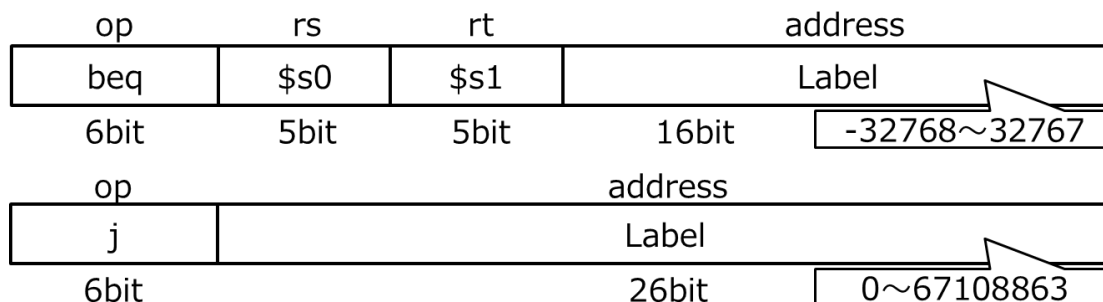 op rs rt address
beq $s0 $s1 Label
6bit 5bit 5bit 16bit -32768～32767
op address
j Label
6bit 26bit 0～67108863